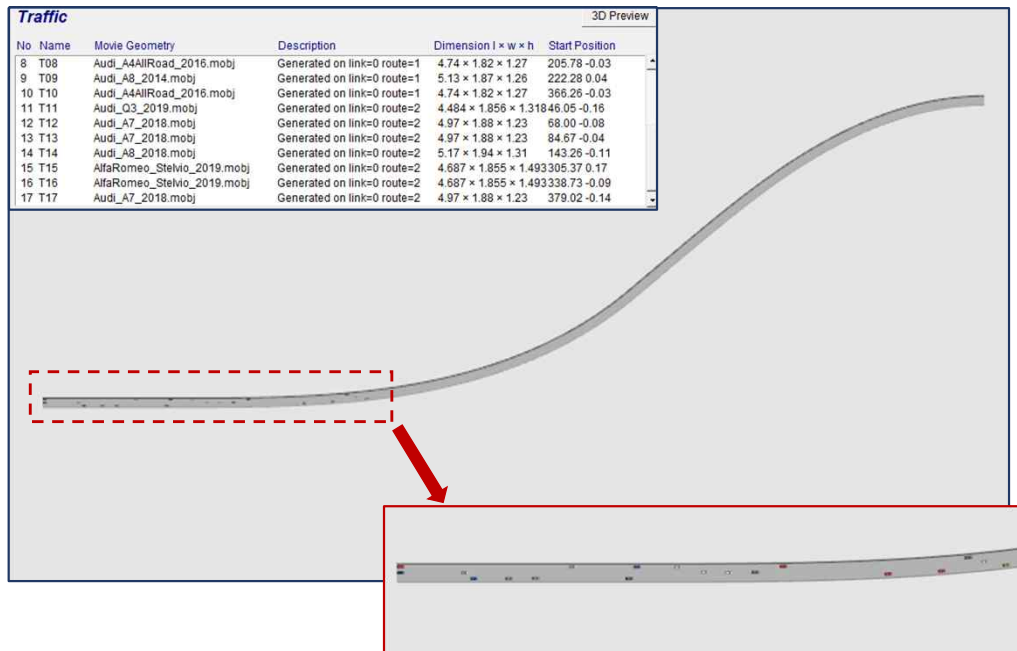 Traffic
3D Preview
No Name Movie Geometry Description Dimension l × w × h Start Position
8 T08 Audi_A4AllRoad_2016.mobj Generated on link=0 route=1 4.74 × 1.82 × 1.27 205.78 -0.03
9 T09 Audi_A8_2014.mobj Generated on link=0 route=1 5.13 × 1.87 × 1.26 222.28 0.04
10 T10 Audi_A4AllRoad_2016.mobj Generated on link=0 route=1 4.74 × 1.82 × 1.27 366.26 -0.03
11 T11 Audi_Q3_2019.mobj Generated on link=0 route=2 4.484 × 1.856 × 1.31846.05 -0.16
12 T12 Audi_A7_2018.mobj Generated on link=0 route=2 4.97 × 1.88 × 1.23 68.00 -0.08
13 T13 Audi_A7_2018.mobj Generated on link=0 route=2 4.97 × 1.88 × 1.23 84.67 -0.04
14 T14 Audi_A8_2018.mobj Generated on link=0 route=2 5.17 × 1.94 × 1.31 143.26 -0.11
15 T15 AlfaRomeo_Stelvio_2019.mobj Generated on link=0 route=2 4.687 × 1.855 × 1.493305.37 0.17
16 T16 AlfaRomeo_Stelvio_2019.mobj Generated on link=0 route=2 4.687 × 1.855 × 1.493338.73 -0.09
17 T17 Audi_A7_2018.mobj Generated on link=0 route=2 4.97 × 1.88 × 1.23 379.02 -0.14